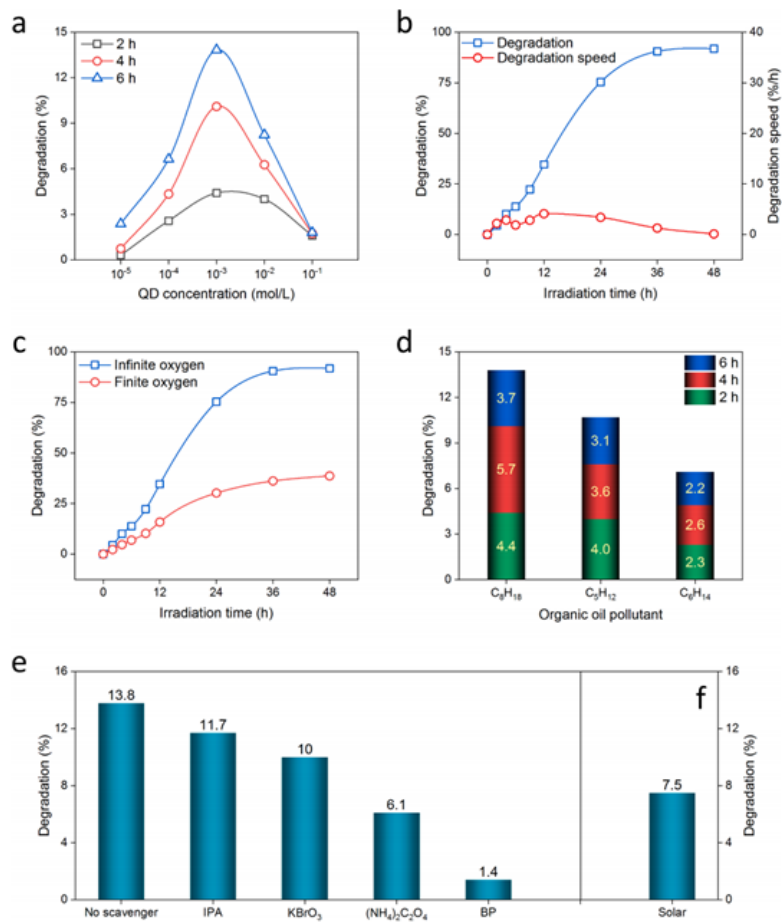 a
2 h
4 h
6 h
15
12
9
6
3
0
Degradation (%)
10⁻⁵ 10⁻⁴ 10⁻³ 10⁻² 10⁻¹
QD concentration (mol/L)
b
Degradation
Degradation speed
100
75
50
25
0
Degradation (%)
40
30
20
10
0
Degradation speed (%/h)
0 12 24 36 48
Irradiation time (h)
c
Infinite oxygen
Finite oxygen
100
75
50
25
0
Degradation (%)
0 12 24 36 48
Irradiation time (h)
d
6 h
4 h
2 h
15
12
9
6
3
0
Degradation (%)
3.7
5.7
4.4
3.1
3.6
4.0
2.2
2.6
2.3
C₈H₁₈ C₅H₁₂ C₆H₁₄
Organic oil pollutant
e
16
12
8
4
0
Degradation (%)
13.8
11.7
10
6.1
1.4
No scavenger IPA KBrO₃ (NH₄)₂C₂O₄ BP
f
7.5
Solar
16
12
8
4
0
Degradation (%)